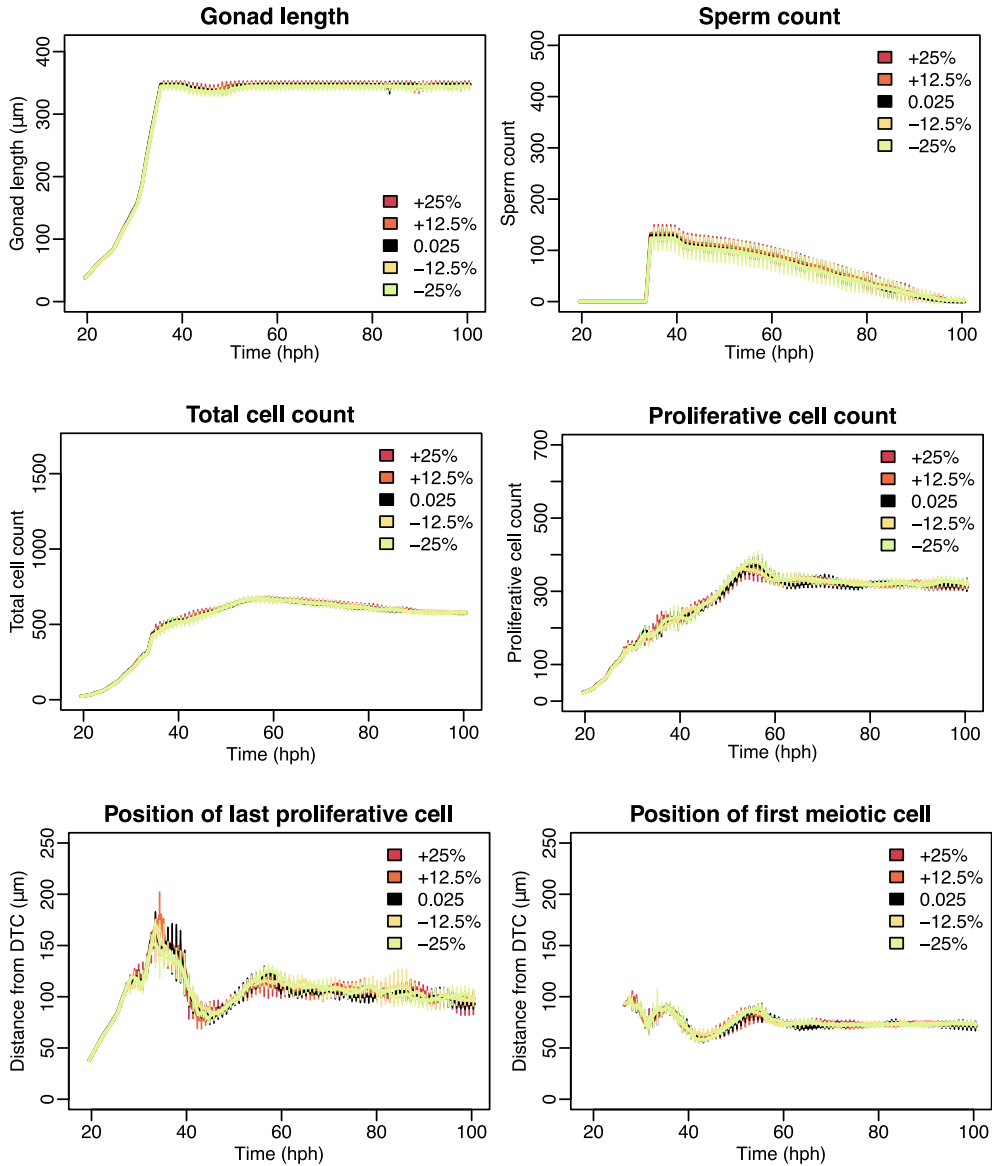 Gonad length
Gonad length (µm)
0 100 200 300 400
+25%
+12.5%
0.025
−12.5%
−25%
20 40 60 80 100
Time (hph)
Sperm count
Sperm count
0 100 200 300 400 500
+25%
+12.5%
0.025
−12.5%
−25%
20 40 60 80 100
Time (hph)
Total cell count
Total cell count
0 500 1000 1500
+25%
+12.5%
0.025
−12.5%
−25%
20 40 60 80 100
Time (hph)
Proliferative cell count
Proliferative cell count
0 100 300 500 700
+25%
+12.5%
0.025
−12.5%
−25%
20 40 60 80 100
Time (hph)
Position of last proliferative cell
Distance from DTC (µm)
0 50 100 150 200 250
+25%
+12.5%
0.025
−12.5%
−25%
20 40 60 80 100
Time (hph)
Position of first meiotic cell
Distance from DTC (µm)
0 50 100 150 200 250
+25%
+12.5%
0.025
−12.5%
−25%
20 40 60 80 100
Time (hph)